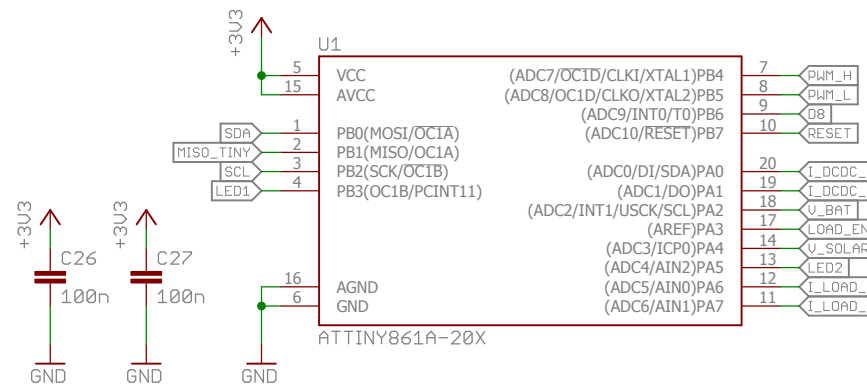 +3V3
U1
5 VCC
15 AVCC
SDA 1 PB0(MOSI/OC1A)
MISO_TINY 2 PB1(MISO/OC1A)
SCL 3 PB2(SCK/OC1B)
LED1 4 PB3(OC1B/PCINT11)
16 AGND
6 GND
(ADC7/OC1D/CLKI/XTAL1)PB4 7 PWM_H
(ADC8/OC1D/CLKO/XTAL2)PB5 8 PWM_L
(ADC9/INT0/T0)PB6 9 D8
(ADC10/RESET)PB7 10 RESET
(ADC0/DI/SDA)PA0 20 I_DCDC_
(ADC1/DO)PA1 19 I_DCDC_
(ADC2/INT1/USCK/SCL)PA2 18 V_BAT
(AREF)PA3 17 LOAD_EN
(ADC3/ICP0)PA4 14 V_SOLAR
(ADC4/AIN2)PA5 13 LED2
(ADC5/AIN0)PA6 12 I_LOAD_
(ADC6/AIN1)PA7 11 I_LOAD_
ATTINY861A-20X
+3V3
C26
100n
GND
+3V3
C27
100n
GND
GND